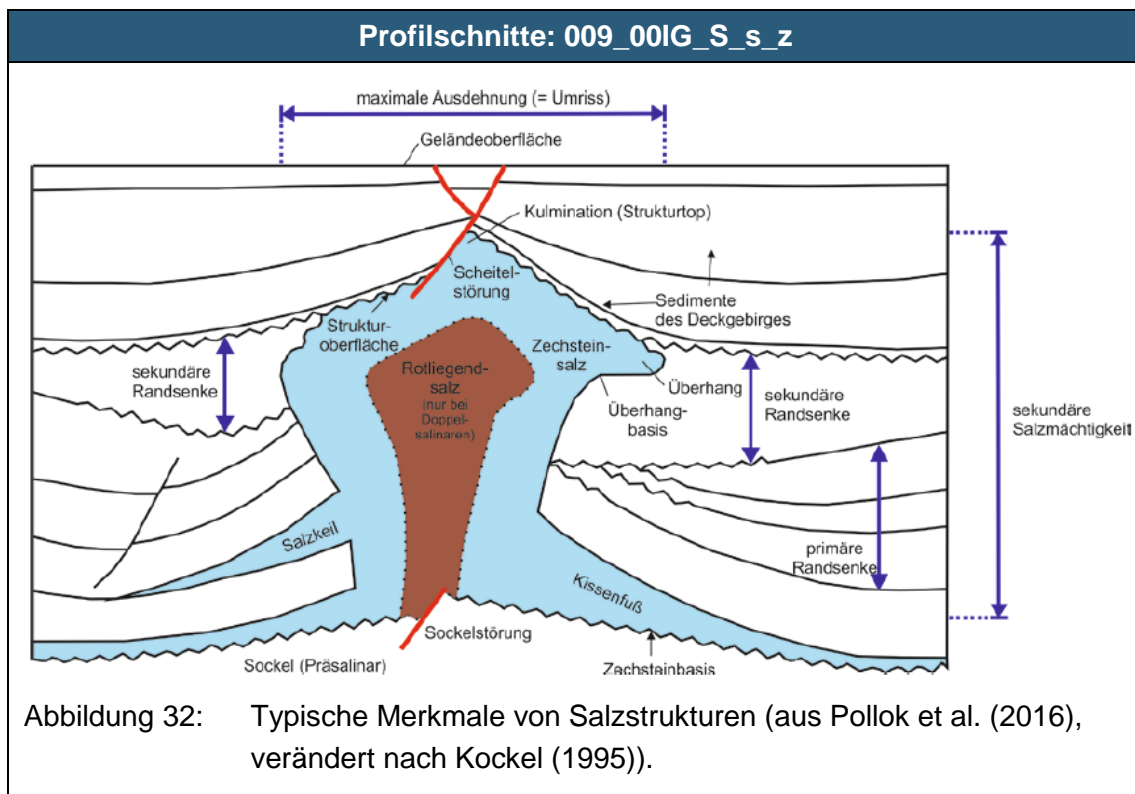 Profilschnitte: 009_00IG_S_s_z
maximale Ausdehnung (= Umriss)
Geländeoberfläche
Kulmination (Strukturtop)
Scheitel-
störung
Sedimente
des Deckgebirges
Struktur-
oberfläche
Zechstein-
salz
Rotliegend-
salz
(nur bei
Doppel-
salinaren)
Überhang
Überhang-
basis
sekundäre
Randsenke
sekundäre
Randsenke
sekundäre
Salzmächtigkeit
primäre
Randsenke
Salzkeil
Kissenfuß
Sockelstörung
Sockel (Präsalinar)
Zechsteinbasis
Abbildung 32: Typische Merkmale von Salzstrukturen (aus Pollok et al. (2016),
verändert nach Kockel (1995)).